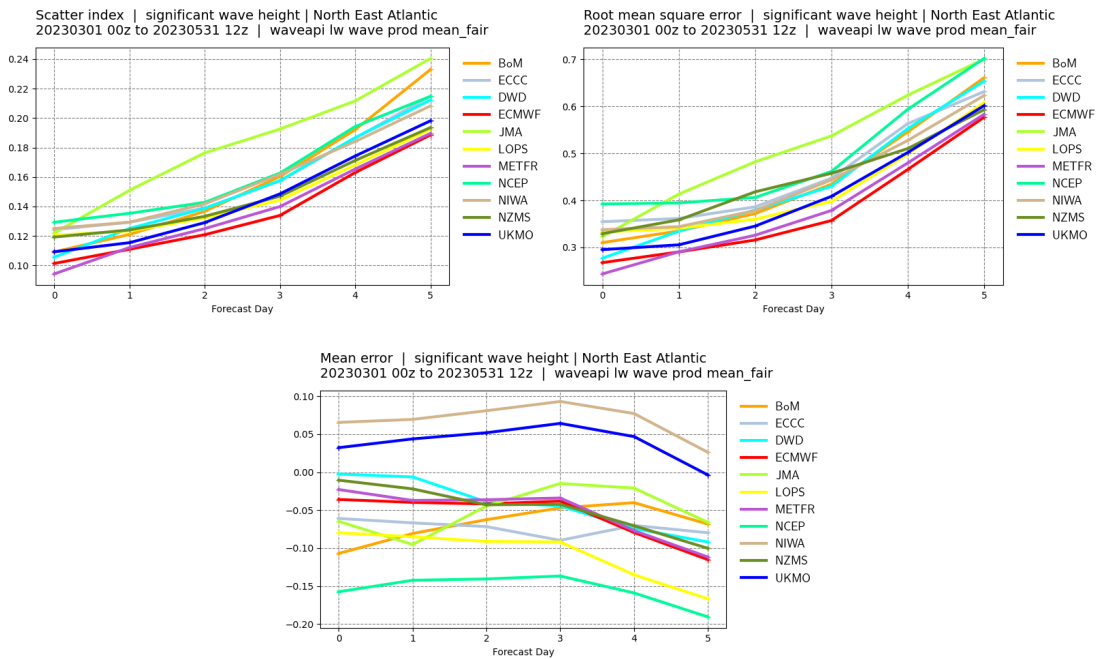 Scatter index | significant wave height | North East Atlantic
20230301 00z to 20230531 12z | waveapi lw wave prod mean_fair
0.24
0.22
0.20
0.18
0.16
0.14
0.12
0.10
0 1 2 3 4 5
Forecast Day
BoM
ECCC
DWD
ECMWF
JMA
LOPS
METFR
NCEP
NIWA
NZMS
UKMO
Root mean square error | significant wave height | North East Atlantic
20230301 00z to 20230531 12z | waveapi lw wave prod mean_fair
0.7
0.6
0.5
0.4
0.3
0 1 2 3 4 5
Forecast Day
BoM
ECCC
DWD
ECMWF
JMA
LOPS
METFR
NCEP
NIWA
NZMS
UKMO
Mean error | significant wave height | North East Atlantic
20230301 00z to 20230531 12z | waveapi lw wave prod mean_fair
0.10
0.05
0.00
−0.05
−0.10
−0.15
−0.20
0 1 2 3 4 5
Forecast Day
BoM
ECCC
DWD
ECMWF
JMA
LOPS
METFR
NCEP
NIWA
NZMS
UKMO